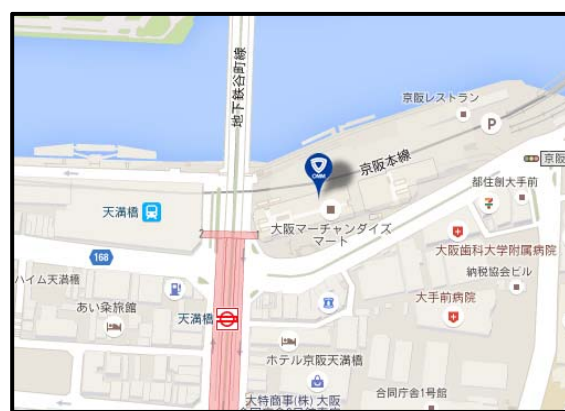 地下鉄谷町線
京阪レストラン
P
京阪本線
OMM
京阪
都住創大手前
天満橋
大阪マーチャンダイズ
マート
2
1
大阪歯科大学附属病院
168
納税協会ビル
ハイム天満橋
大手前病院
あい粂旅館
天満橋
ホテル京阪天満橋
大特商事(株) 大阪
合同庁舎1号館